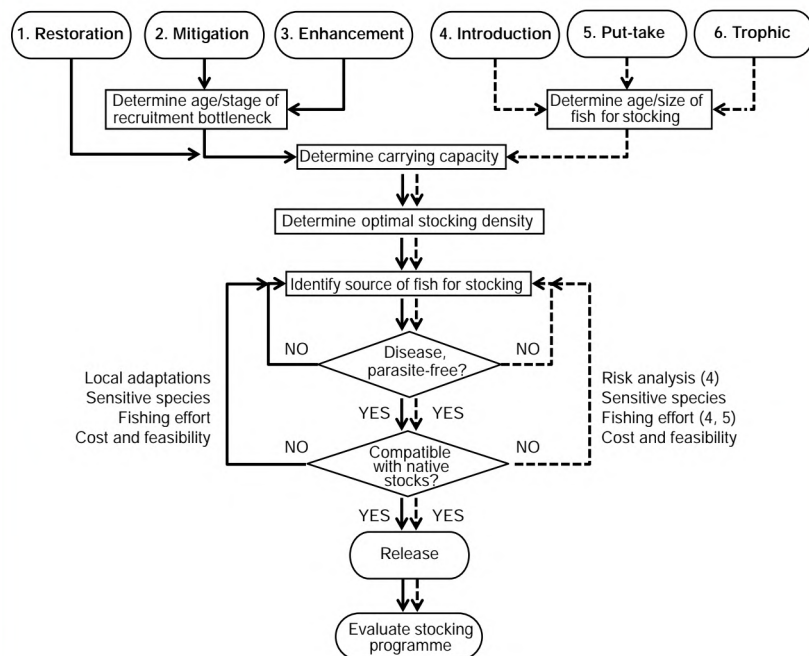 1. Restoration
2. Mitigation
3. Enhancement
4. Introduction
5. Put-take
6. Trophic
Determine age/stage of
recruitment bottleneck
Determine age/size of
fish for stocking
Determine carrying capacity
Determine optimal stocking density
Identify source of fish for stocking
NO
Disease,
parasite-free?
NO
Local adaptations
Sensitive species
Fishing effort
Cost and feasibility
Risk analysis (4)
Sensitive species
Fishing effort (4, 5)
Cost and feasibility
YES
YES
NO
Compatible
with native
stocks?
NO
YES
YES
Release
Evaluate stocking
programme